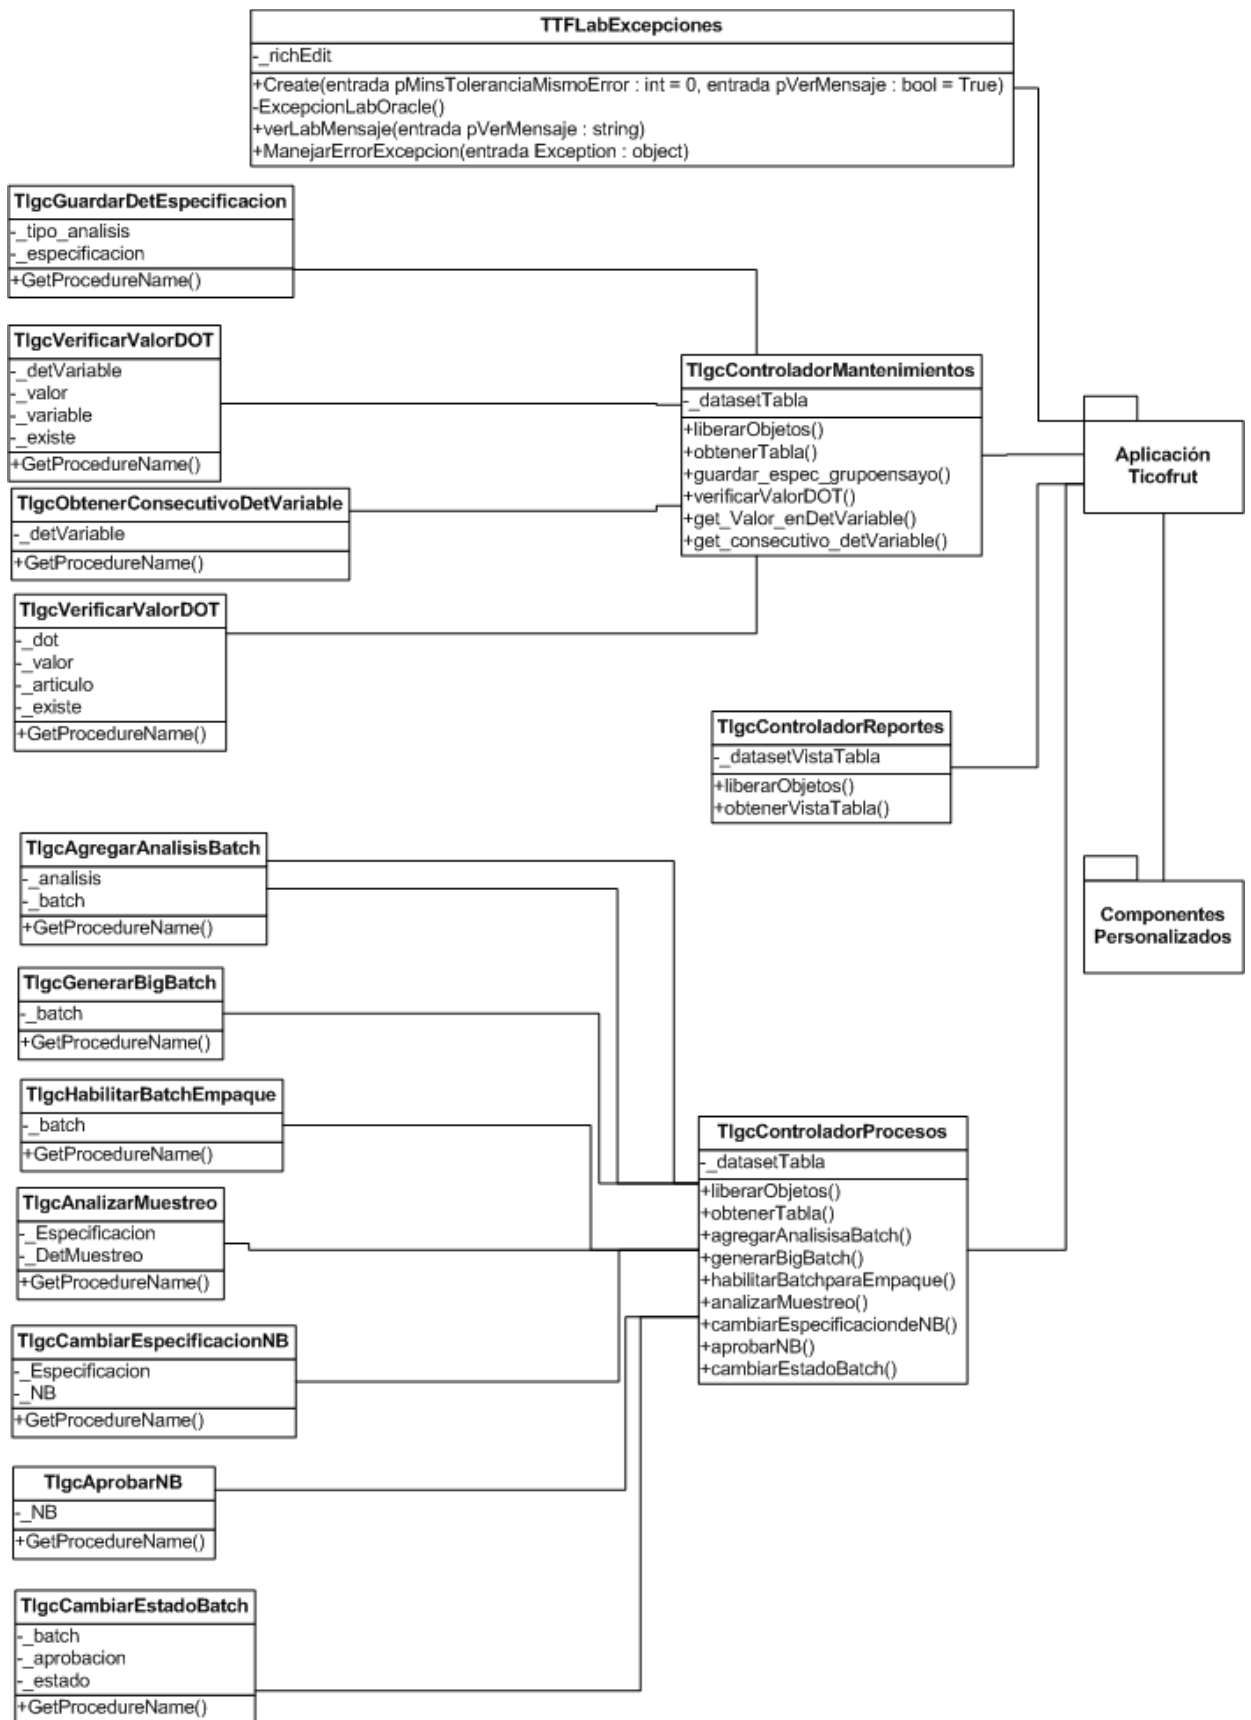 TTFLabExcepciones
-_richEdit
+Create(entrada pMinsToleranciaMismoError : int = 0, entrada pVerMensaje : bool = True)
-ExcepcionLabOracle()
+verLabMensaje(entrada pVerMensaje : string)
+ManejarErrorExcepcion(entrada Exception : object)
TlgcGuardarDetEspecificacion
-_tipo_analisis
-_especificacion
+GetProcedureName()
TlgcVerificarValorDOT
-_detVariable
-_valor
-_variable
-_existe
+GetProcedureName()
TlgcObtenerConsecutivoDetVariable
-_detVariable
+GetProcedureName()
TlgcVerificarValorDOT
-_dot
-_valor
-_articulo
-_existe
+GetProcedureName()
TlgcControladorMantenimientos
-_datasetTabla
+liberarObjetos()
+obtenerTabla()
+guardar_espec_grupoensayo()
+verificarValorDOT()
+get_Valor_enDetVariable()
+get_consecutivo_detVariable()
Aplicación
Ticofrut
TlgcControladorReportes
-_datasetVistaTabla
+liberarObjetos()
+obtenerVistaTabla()
Componentes
Personalizados
TlgcAgregarAnalisisBatch
-_analisis
-_batch
+GetProcedureName()
TlgcGenerarBigBatch
-_batch
+GetProcedureName()
TlgcHabilitarBatchEmpaque
-_batch
+GetProcedureName()
TlgcAnalizarMuestreo
-_Especificacion
-_DetMuestreo
+GetProcedureName()
TlgcCambiarEspecificacionNB
-_Especificacion
-_NB
+GetProcedureName()
TlgcAprobarNB
-_NB
+GetProcedureName()
TlgcCambiarEstadoBatch
-_batch
-_aprobacion
-_estado
+GetProcedureName()
TlgcControladorProcesos
-_datasetTabla
+liberarObjetos()
+obtenerTabla()
+agregarAnalisisaBatch()
+generarBigBatch()
+habilitarBatchparaEmpaque()
+analizarMuestreo()
+cambiarEspecificaciondeNB()
+aprobarNB()
+cambiarEstadoBatch()